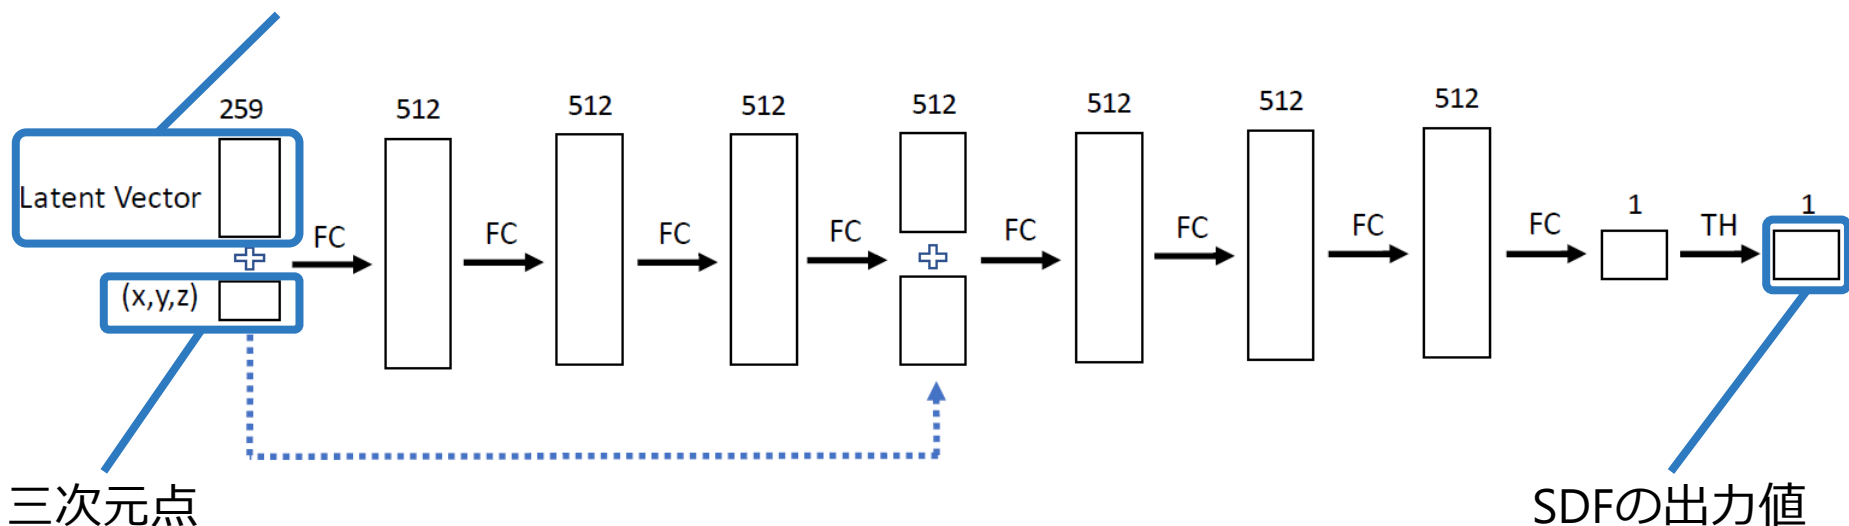 259
512
512
512
512
512
512
512
Latent Vector
FC
FC
FC
FC
FC
FC
FC
FC
1
TH
1
(x,y,z)
三次元点
SDFの出力値